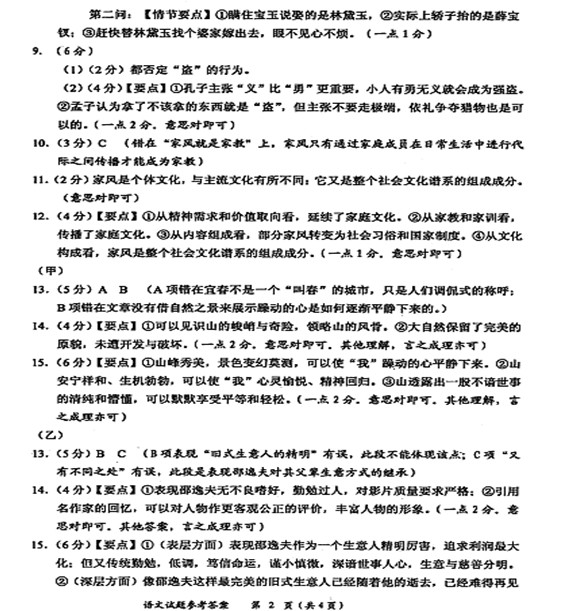 第二问：【情节要点】①瞒住宝玉说娶的是林黛玉，②实际上轿子抬的是薛宝
钗；③赶快替林黛玉找个婆家嫁出去，眼不见心不烦。（一点1分）
9．（6分）
（1）（2分）都否定“盗”的行为。
（2）（4分）【要点】①孔子主张“义”比“勇”更重要，小人有勇无义就会成为强盗。
②孟子认为拿了不该拿的东西就是“盗”，但主张不要走极端，依礼争夺猎物也是可
以的。（一点2分．意思对即可）
10．（3分）C （错在“家风就是家教”上，家风只有通过家庭成员在日常生活中进行代
际之间传播才能成为家教）
11．（2分）家风是个体文化，与主流文化有所不同；它又是整个社会文化谱系的组成成分。
（意思对即可）
12．（4分）【要点】①从精神需求和价值取向看，延续了家庭文化。②从家教和家训看，
传播了家庭文化。③从内容组成看，部分家风转变为社会习俗和国家制度。④从文化
构成看，家风是整个社会文化谱系的组成成分。（一点1分．意思对即可）
（甲）
13．（5分）A B （A项错在宜春不是一个“叫春”的城市，只是人们调侃式的称呼；
B项错在文章没有借自然之景来展示躁动的心是如何逐渐平静下来的。）
14．（4分）【要点】①可以见识山的峻峭与奇险，领略山的风骨。②大自然保留了完美的
原貌，未遭开发与破坏。（一点2分．意思对即可．其他理解，言之成理亦可）
15．（6分）【要点】①山峰秀美，景色变幻莫测，可以使“我”躁动的心平静下来。②山
安宁祥和、生机勃勃，可以使“我”心灵愉悦、精神回归。③山透露出一股不谙世事
的清纯和懵懂，可以默默享受平等和轻松。（一点2分．意思对即可．其他理解，言
之成理亦可）
（乙）
13．（5分）B C （B项表现“旧式生意人的精明”有误，此段不能体现该点；C项“又
有不同之处”有误，此段是表现邵逸夫对其父辈生意方式的继承）
14．（4分）【要点】①表现邵逸夫无不良嗜好，勤勉过人，对影片质量要求严格；②引用
名作家的回忆，可以对人物作更客观公正的评价，丰富人物的形象。（一点2分．意
思对即可．其他答案，言之成理亦可）
15．（6分）【要点】①（表层方面）表现邵逸夫作为一个生意人精明厉害，追求利润最大
化；但又传统勤勉，低调，笃信命运，谨小慎微，深谙世事人心，生意与慈善分明。
②（深层方面）像邵逸夫这样最完美的旧式生意人已经随着他的逝去，已经难得再见
语文试题参考答案 第 2 页（共4页）